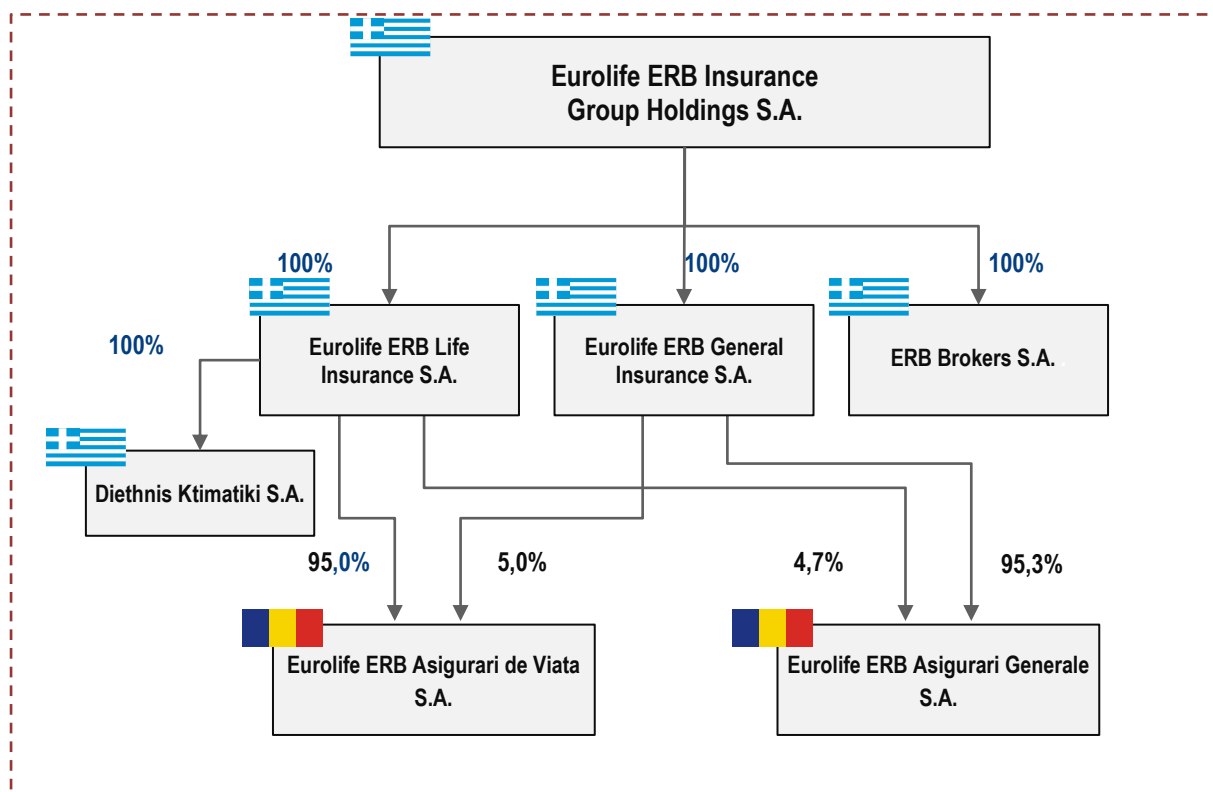 Eurolife ERB Insurance
Group Holdings S.A.
100%
100%
100%
100%
Eurolife ERB Life
Insurance S.A.
Eurolife ERB General
Insurance S.A.
ERB Brokers S.A.
Diethnis Ktimatiki S.A.
95,0%
5,0%
4,7%
95,3%
Eurolife ERB Asigurari de Viata
S.A.
Eurolife ERB Asigurari Generale
S.A.